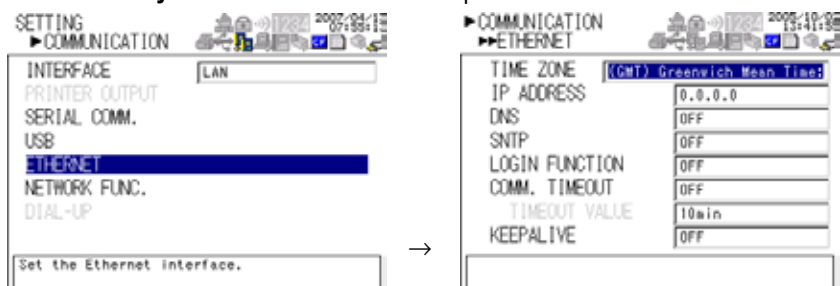 SETTING
►COMMUNICATION
INTERFACE LAN
PRINTER OUTPUT
SERIAL COMM.
USB
ETHERNET
NETWORK FUNC.
DIAL-UP
Set the Ethernet interface.
→
►COMMUNICATION
►►ETHERNET
TIME ZONE (GMT) Greenwich Mean Time:
IP ADDRESS 0.0.0.0
DNS OFF
SNTP OFF
LOGIN FUNCTION OFF
COMM. TIMEOUT OFF
TIMEOUT VALUE 10min
KEEPALIVE OFF